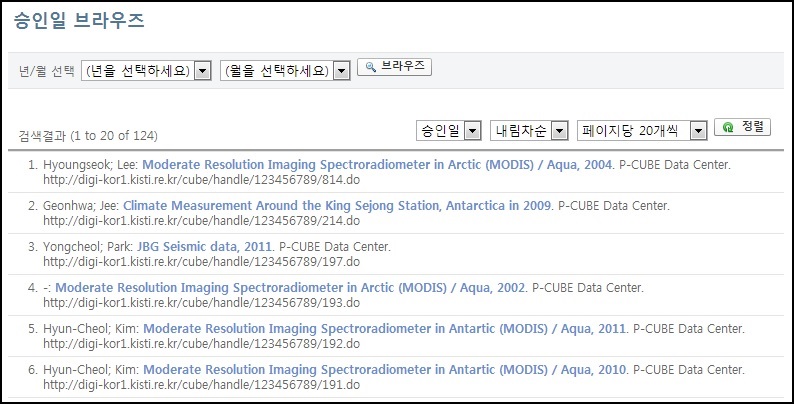 승인일 브라우즈
년/월 선택 (년을 선택하세요) (월을 선택하세요) 브라우즈
검색결과 (1 to 20 of 124) 승인일 내림차순 페이지당 20개씩 정렬
1. Hyoungseok; Lee: Moderate Resolution Imaging Spectroradiometer in Arctic (MODIS) / Aqua, 2004. P-CUBE Data Center.
http://digi-kor1.kisti.re.kr/cube/handle/123456789/814.do
2. Geonhwa; Jee: Climate Measurement Around the King Sejong Station, Antarctica in 2009. P-CUBE Data Center.
http://digi-kor1.kisti.re.kr/cube/handle/123456789/214.do
3. Yongcheol; Park: JBG Seismic data, 2011. P-CUBE Data Center.
http://digi-kor1.kisti.re.kr/cube/handle/123456789/197.do
4. -: Moderate Resolution Imaging Spectroradiometer in Arctic (MODIS) / Aqua, 2002. P-CUBE Data Center.
http://digi-kor1.kisti.re.kr/cube/handle/123456789/193.do
5. Hyun-Cheol; Kim: Moderate Resolution Imaging Spectroradiometer in Antartic (MODIS) / Aqua, 2011. P-CUBE Data Center.
http://digi-kor1.kisti.re.kr/cube/handle/123456789/192.do
6. Hyun-Cheol; Kim: Moderate Resolution Imaging Spectroradiometer in Antartic (MODIS) / Aqua, 2010. P-CUBE Data Center.
http://digi-kor1.kisti.re.kr/cube/handle/123456789/191.do